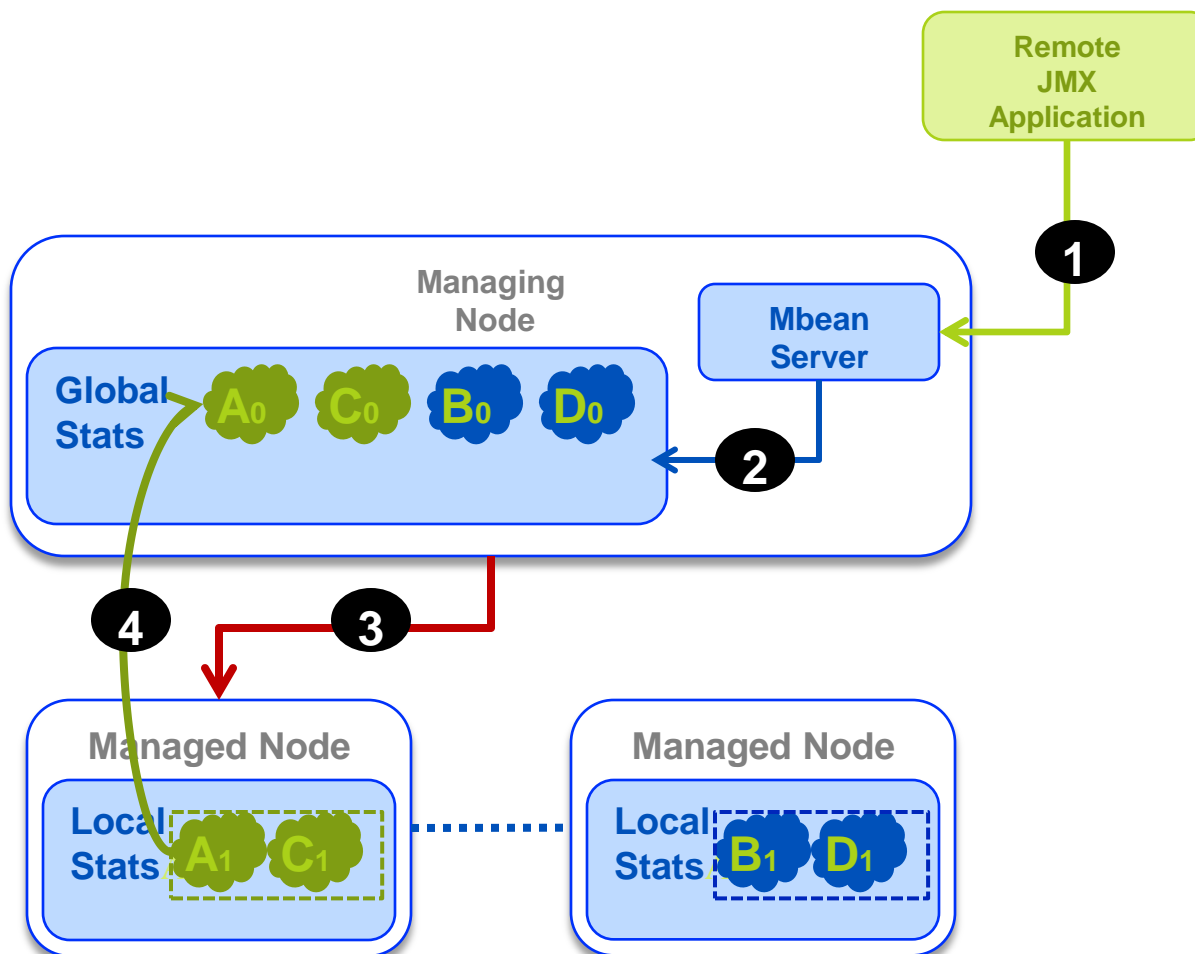 Remote
JMX
Application
1
Managing
Node
Mbean
Server
Global
Stats
A0
C0
B0
D0
2
4
3
Managed Node
Local
Stats
A1
C1
Managed Node
Local
Stats
B1
D1